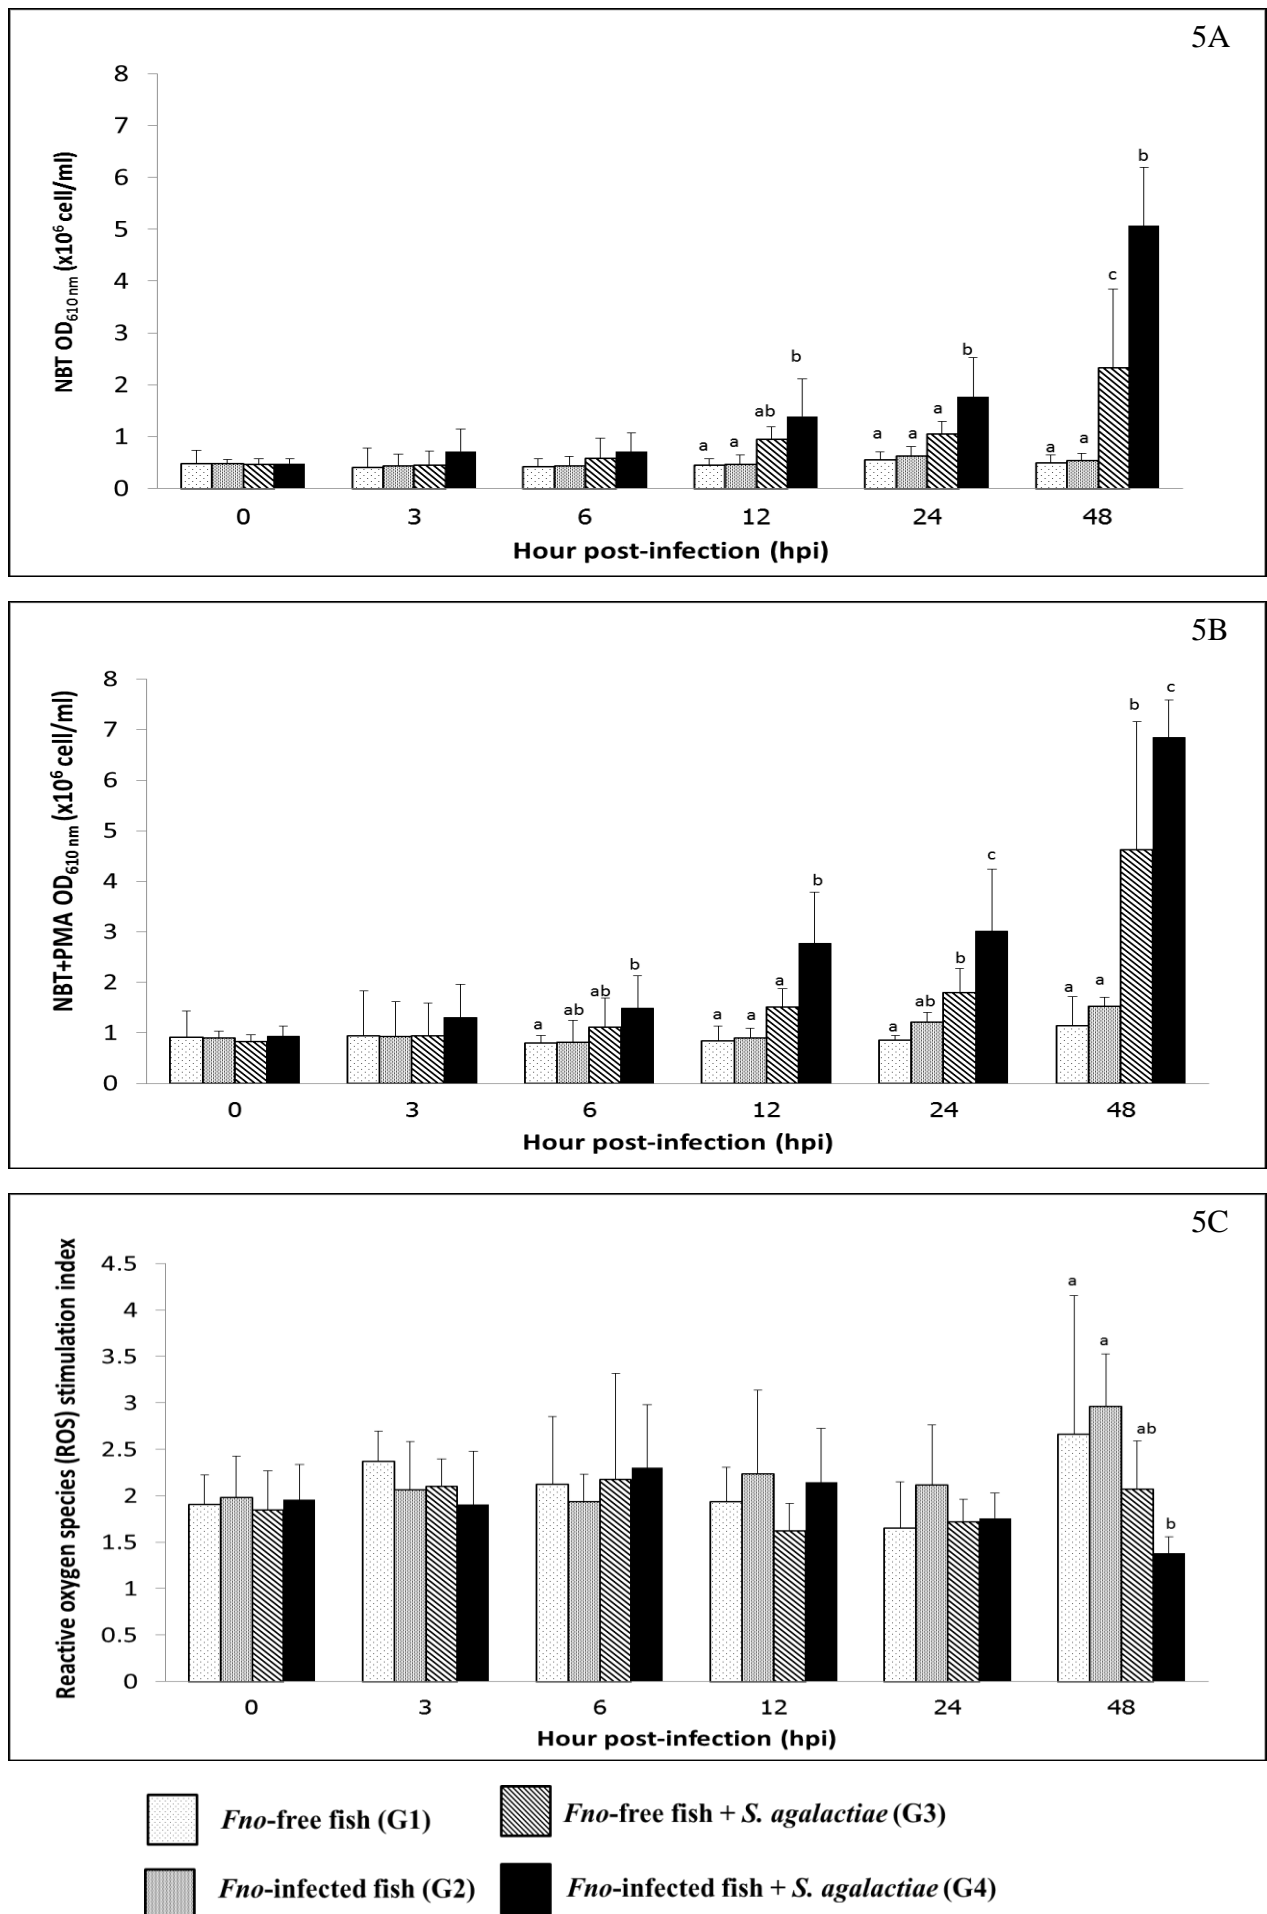 5A
8
7
6
5
4
3
2
1
0
NBT OD610 nm (x10⁶ cell/ml)
a a ab b
a a a b
a a c b
0 3 6 12 24 48
Hour post-infection (hpi)
5B
8
7
6
5
4
3
2
1
0
NBT+PMA OD610 nm (x10⁶ cell/ml)
a ab ab b
a a a b
a ab b c
a a b c
0 3 6 12 24 48
Hour post-infection (hpi)
5C
4.5
4
3.5
3
2.5
2
1.5
1
0.5
0
Reactive oxygen species (ROS) stimulation index
a a ab b
0 3 6 12 24 48
Hour post-infection (hpi)
Fno-free fish (G1)
Fno-free fish + S. agalactiae (G3)
Fno-infected fish (G2)
Fno-infected fish + S. agalactiae (G4)